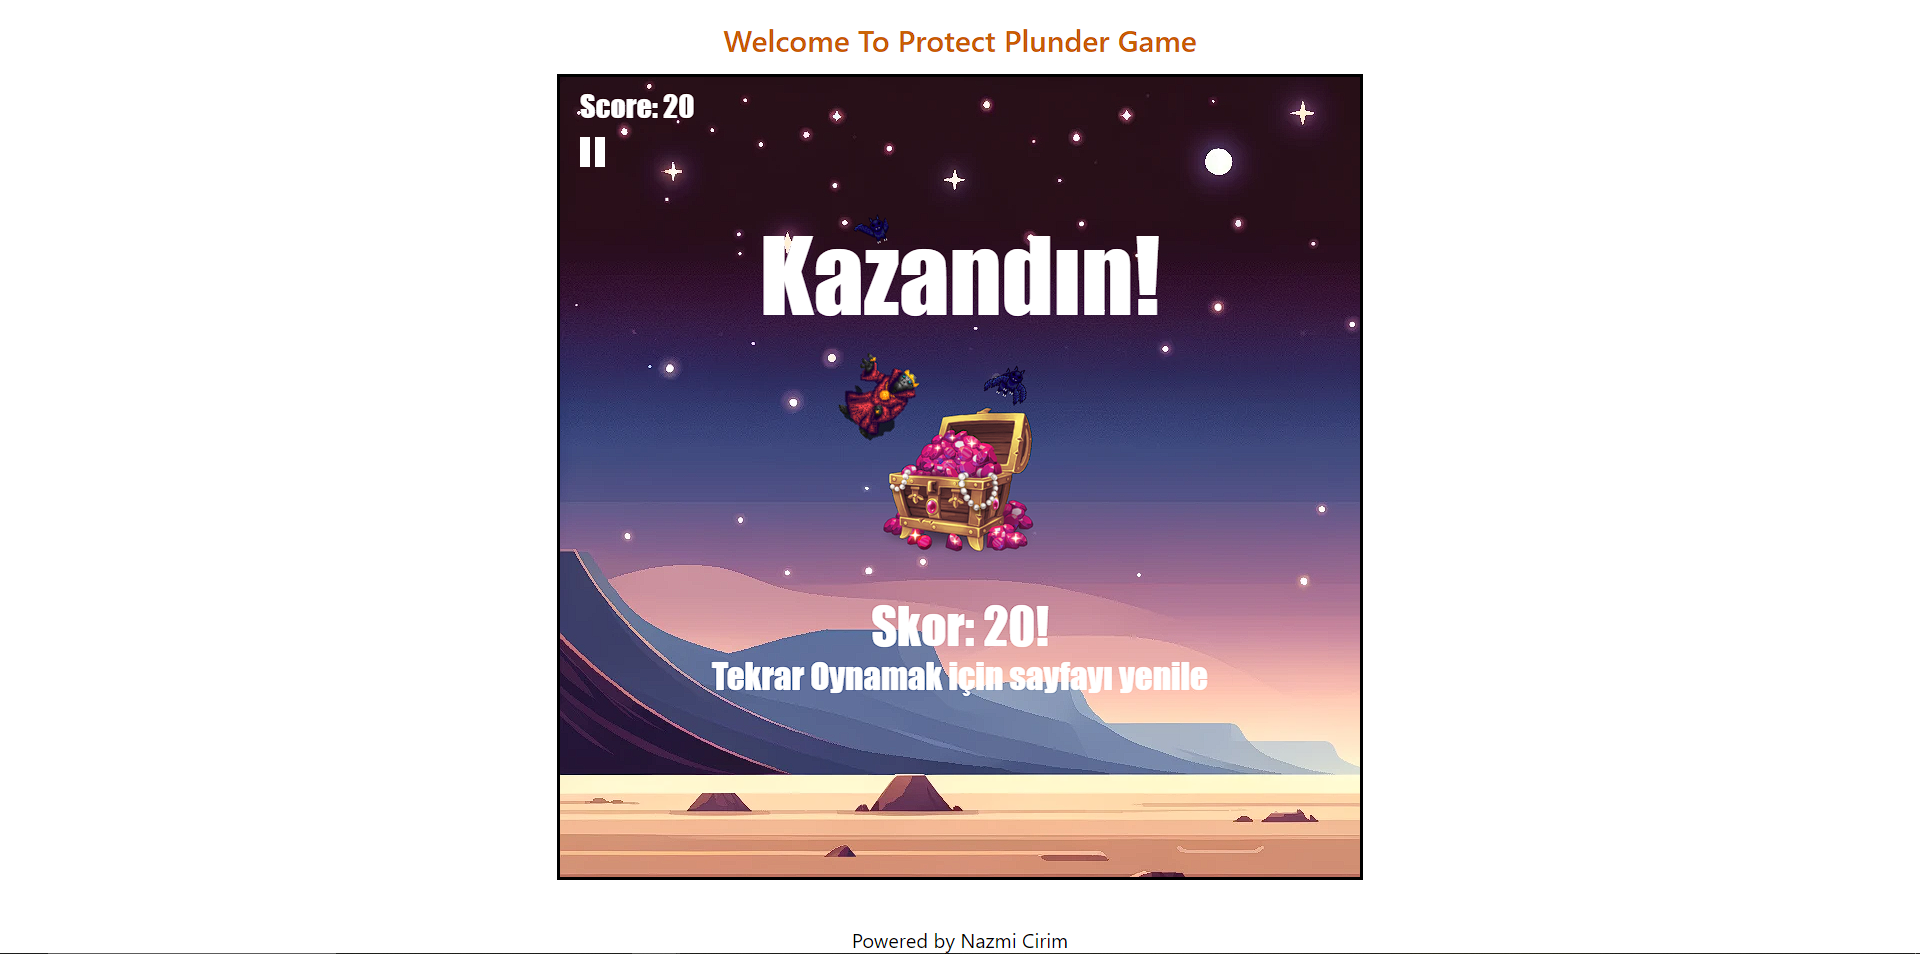 Welcome To Protect Plunder Game
Score: 20
Kazandın!
Skor: 20!
Tekrar Oynamak için sayfayı yenile
Powered by Nazmi Cirim